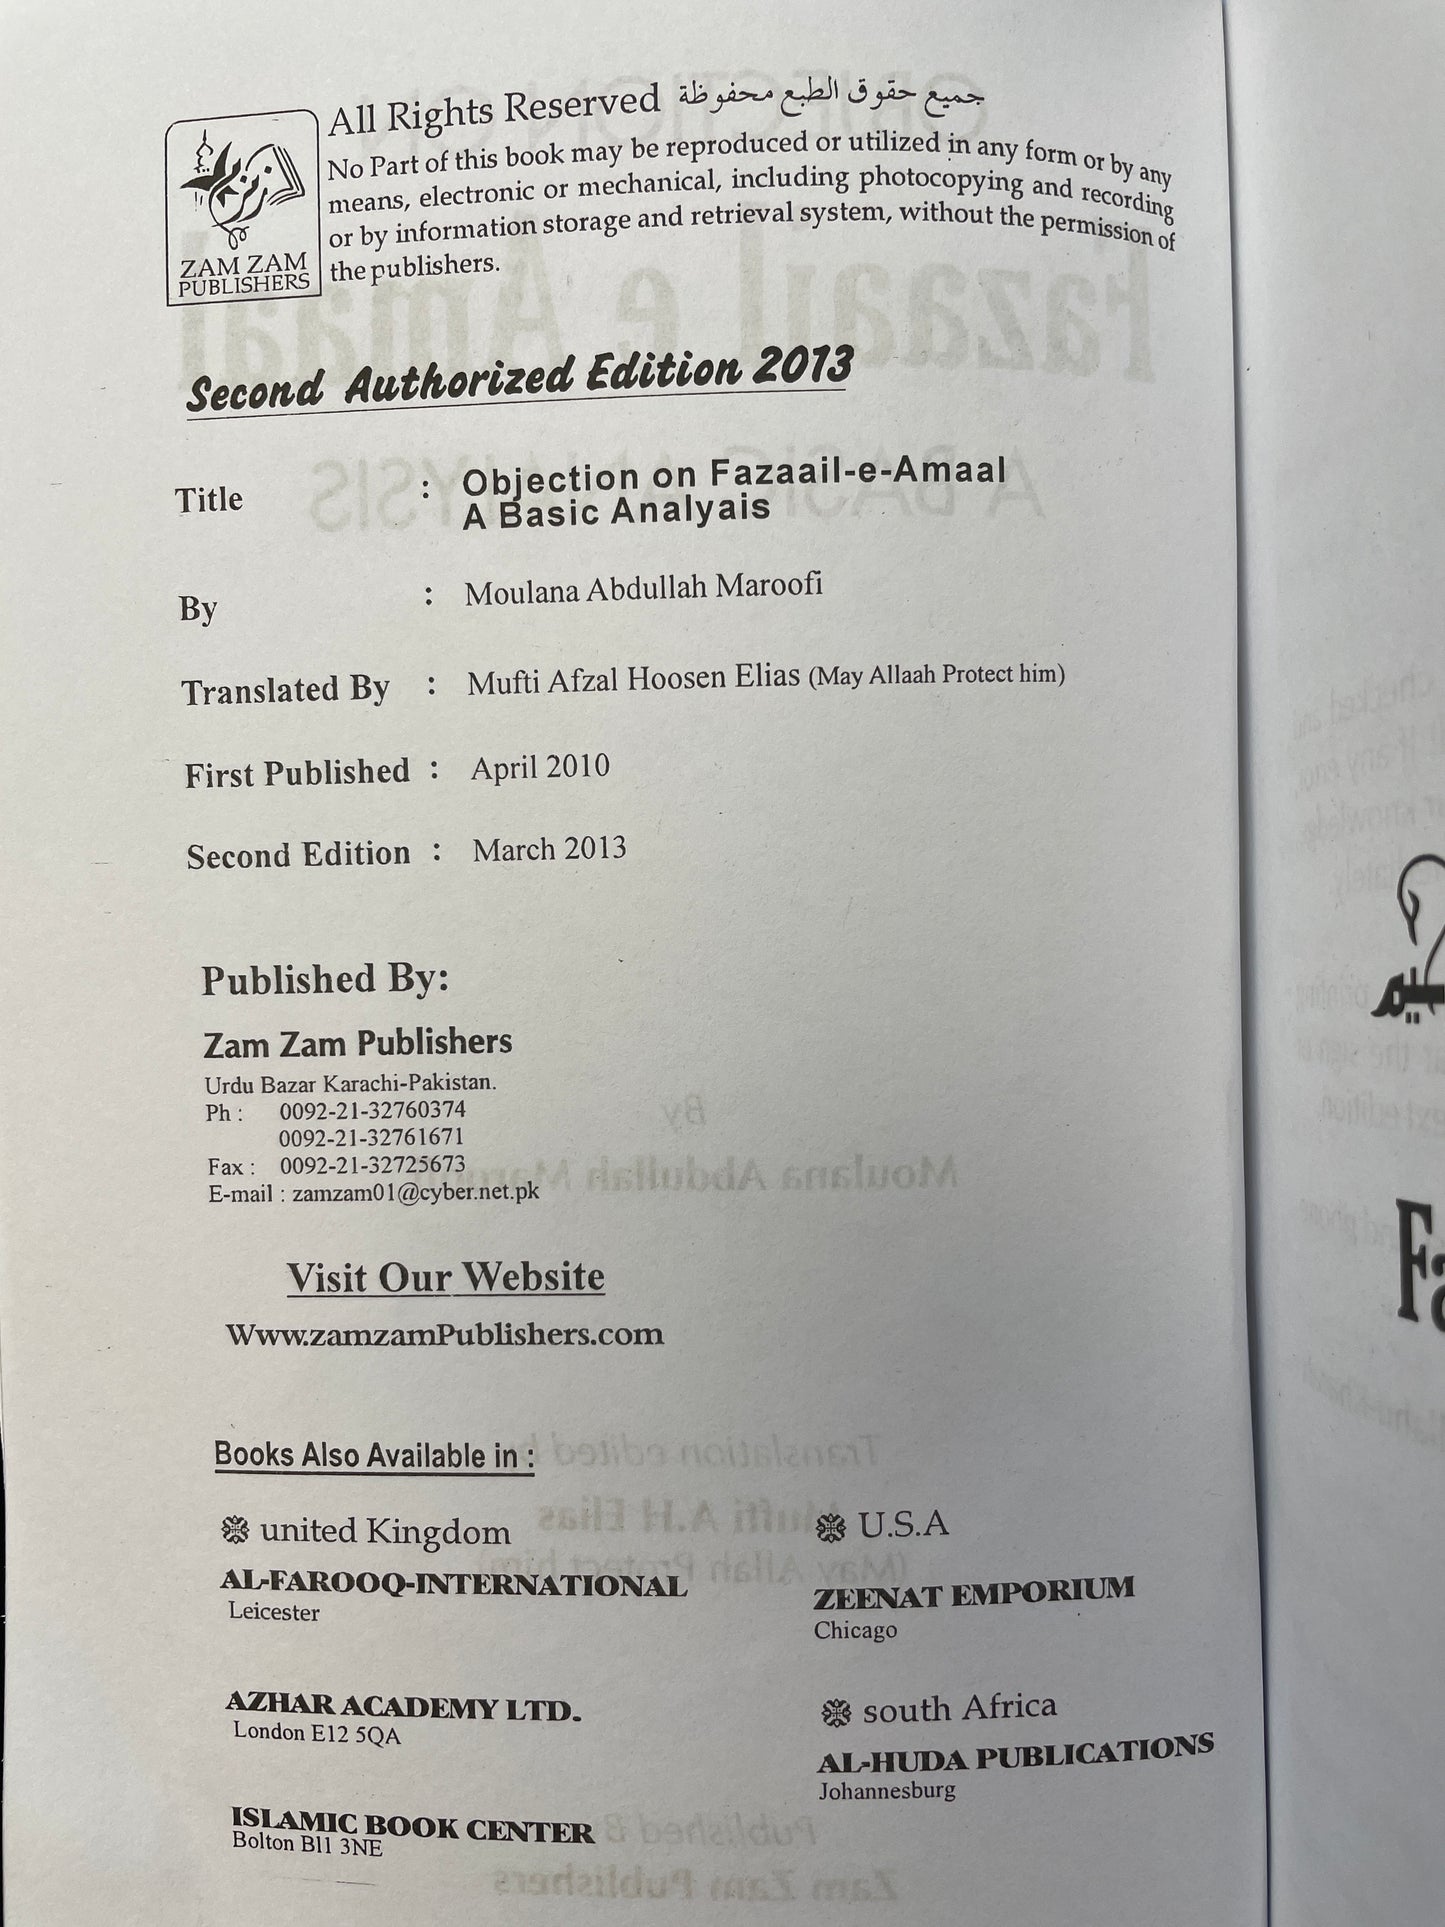 All Rights Reserved جميع حقوق الطبع محفوظة
No Part of this book may be reproduced or utilized in any form or by any
means, electronic or mechanical, including photocopying and recording
or by information storage and retrieval system, without the permission of
the publishers.
ZAM ZAM
PUBLISHERS
Second Authorized Edition 2013
Title : Objection on Fazaail-e-Amaal
A Basic Analyais
By : Moulana Abdullah Maroofi
Translated By : Mufti Afzal Hoosen Elias (May Allaah Protect him)
First Published : April 2010
Second Edition : March 2013
Published By:
Zam Zam Publishers
Urdu Bazar Karachi-Pakistan.
Ph : 0092-21-32760374
0092-21-32761671
Fax : 0092-21-32725673
E-mail : zamzam01@cyber.net.pk
Visit Our Website
Www.zamzamPublishers.com
Books Also Available in :
united Kingdom
AL-FAROOQ-INTERNATIONAL
Leicester
AZHAR ACADEMY LTD.
London E12 5QA
ISLAMIC BOOK CENTER
Bolton Bl1 3NE
U.S.A
ZEENAT EMPORIUM
Chicago
south Africa
AL-HUDA PUBLICATIONS
Johannesburg